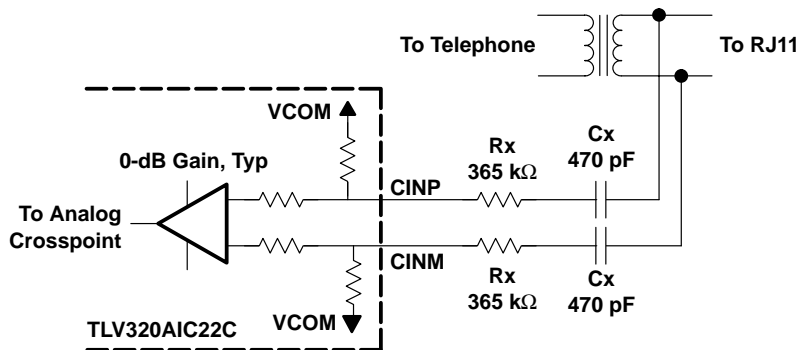 To Telephone
To RJ11
VCOM
Rx
365 kΩ
Cx
470 pF
0-dB Gain, Typ
CINP
To Analog
Crosspoint
CINM
Rx
365 kΩ
Cx
470 pF
VCOM
TLV320AIC22C